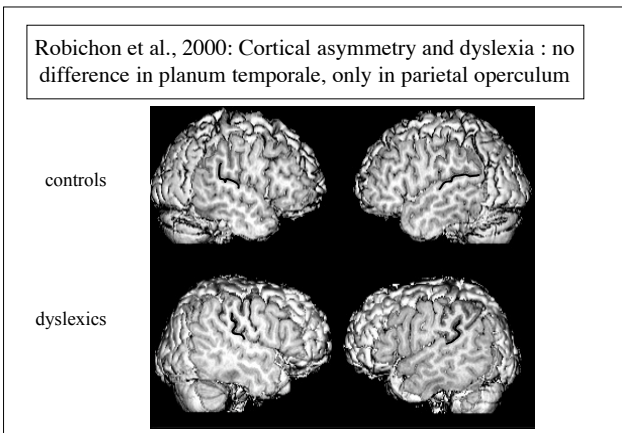 Robichon et al., 2000: Cortical asymmetry and dyslexia : no
difference in planum temporale, only in parietal operculum
controls
dyslexics